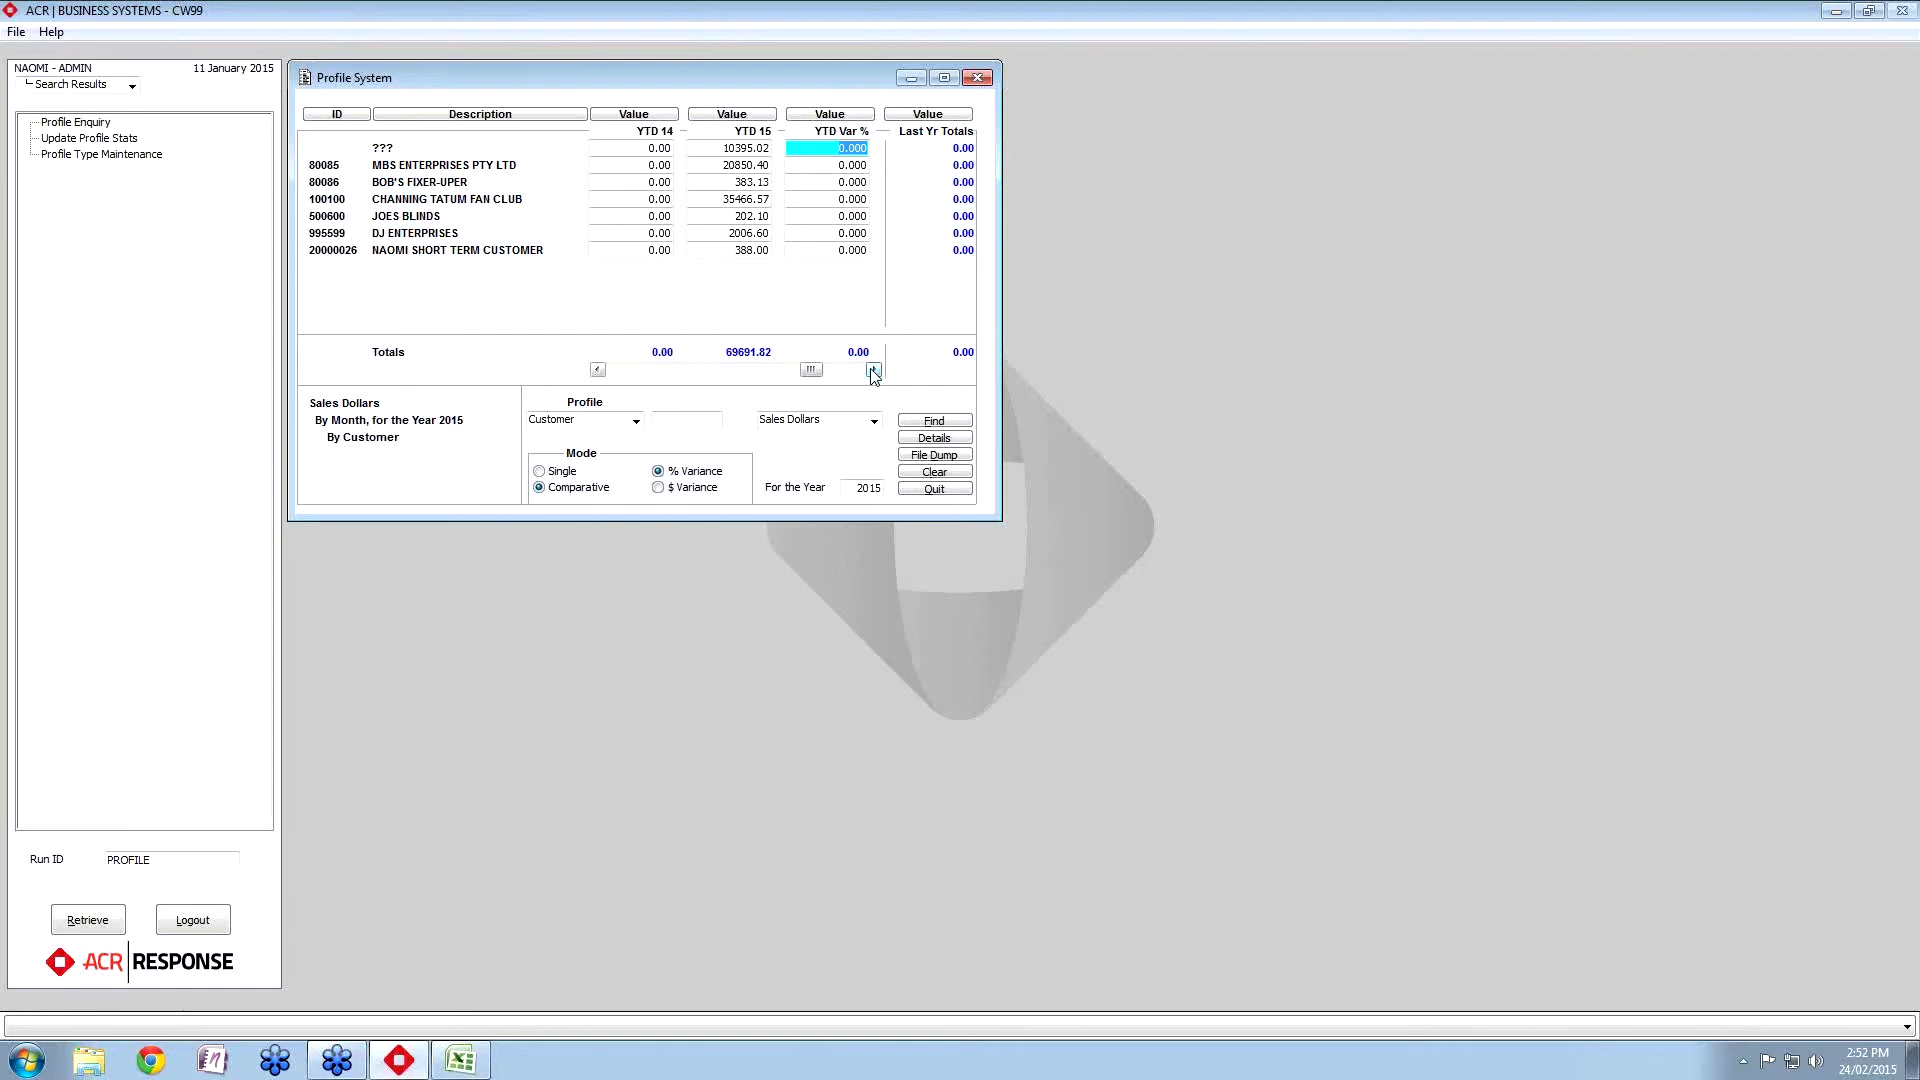 ACR | BUSINESS SYSTEMS - CW99
File Help
NAOMI - ADMIN 11 January 2015
Search Results
Profile Enquiry
Update Profile Stats
Profile Type Maintenance
Run ID PROFILE
Retrieve Logout
ACR RESPONSE
Profile System
ID Description Value Value Value Value
YTD 14 YTD 15 YTD Var % Last Yr Totals
??? 0.00 10395.02 0.000 0.00
80085 MBS ENTERPRISES PTY LTD 0.00 20850.40 0.000 0.00
80086 BOB'S FIXER-UPER 0.00 383.13 0.000 0.00
100100 CHANNING TATUM FAN CLUB 0.00 35466.57 0.000 0.00
500600 JOES BLINDS 0.00 202.10 0.000 0.00
995599 DJ ENTERPRISES 0.00 2006.60 0.000 0.00
20000026 NAOMI SHORT TERM CUSTOMER 0.00 388.00 0.000 0.00
Totals 0.00 69691.82 0.00 0.00
Sales Dollars
By Month, for the Year 2015
By Customer
Profile
Customer Sales Dollars
Mode
Single % Variance
Comparative $ Variance
For the Year 2015
Find
Details
File Dump
Clear
Quit
2:52 PM
24/02/2015